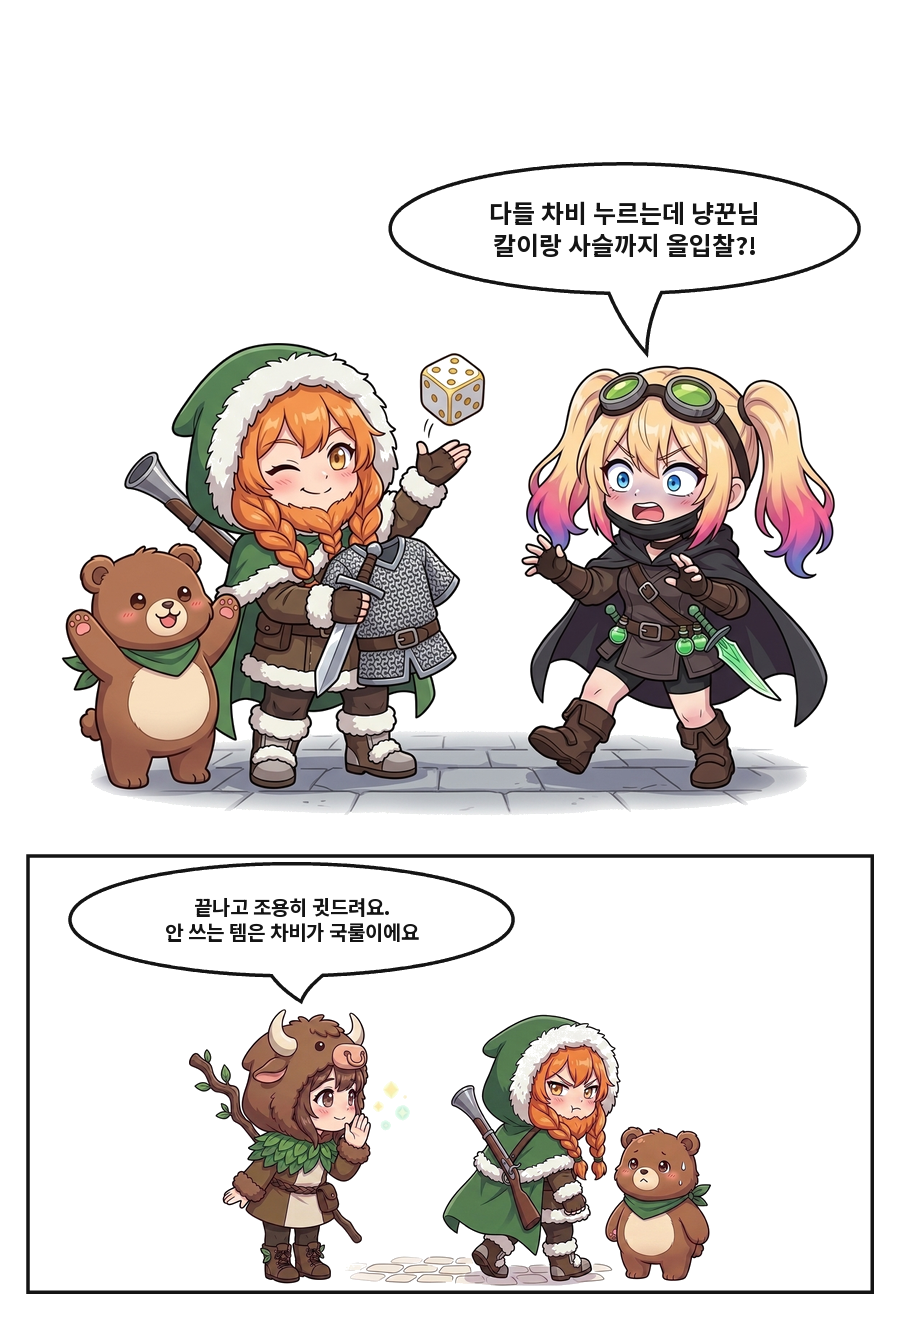 다들 차비 누르는데 냥꾼님
칼이랑 사슬까지 올입찰?!
끝나고 조용히 귓드려요.
안 쓰는 템은 차비가 국룰이에요